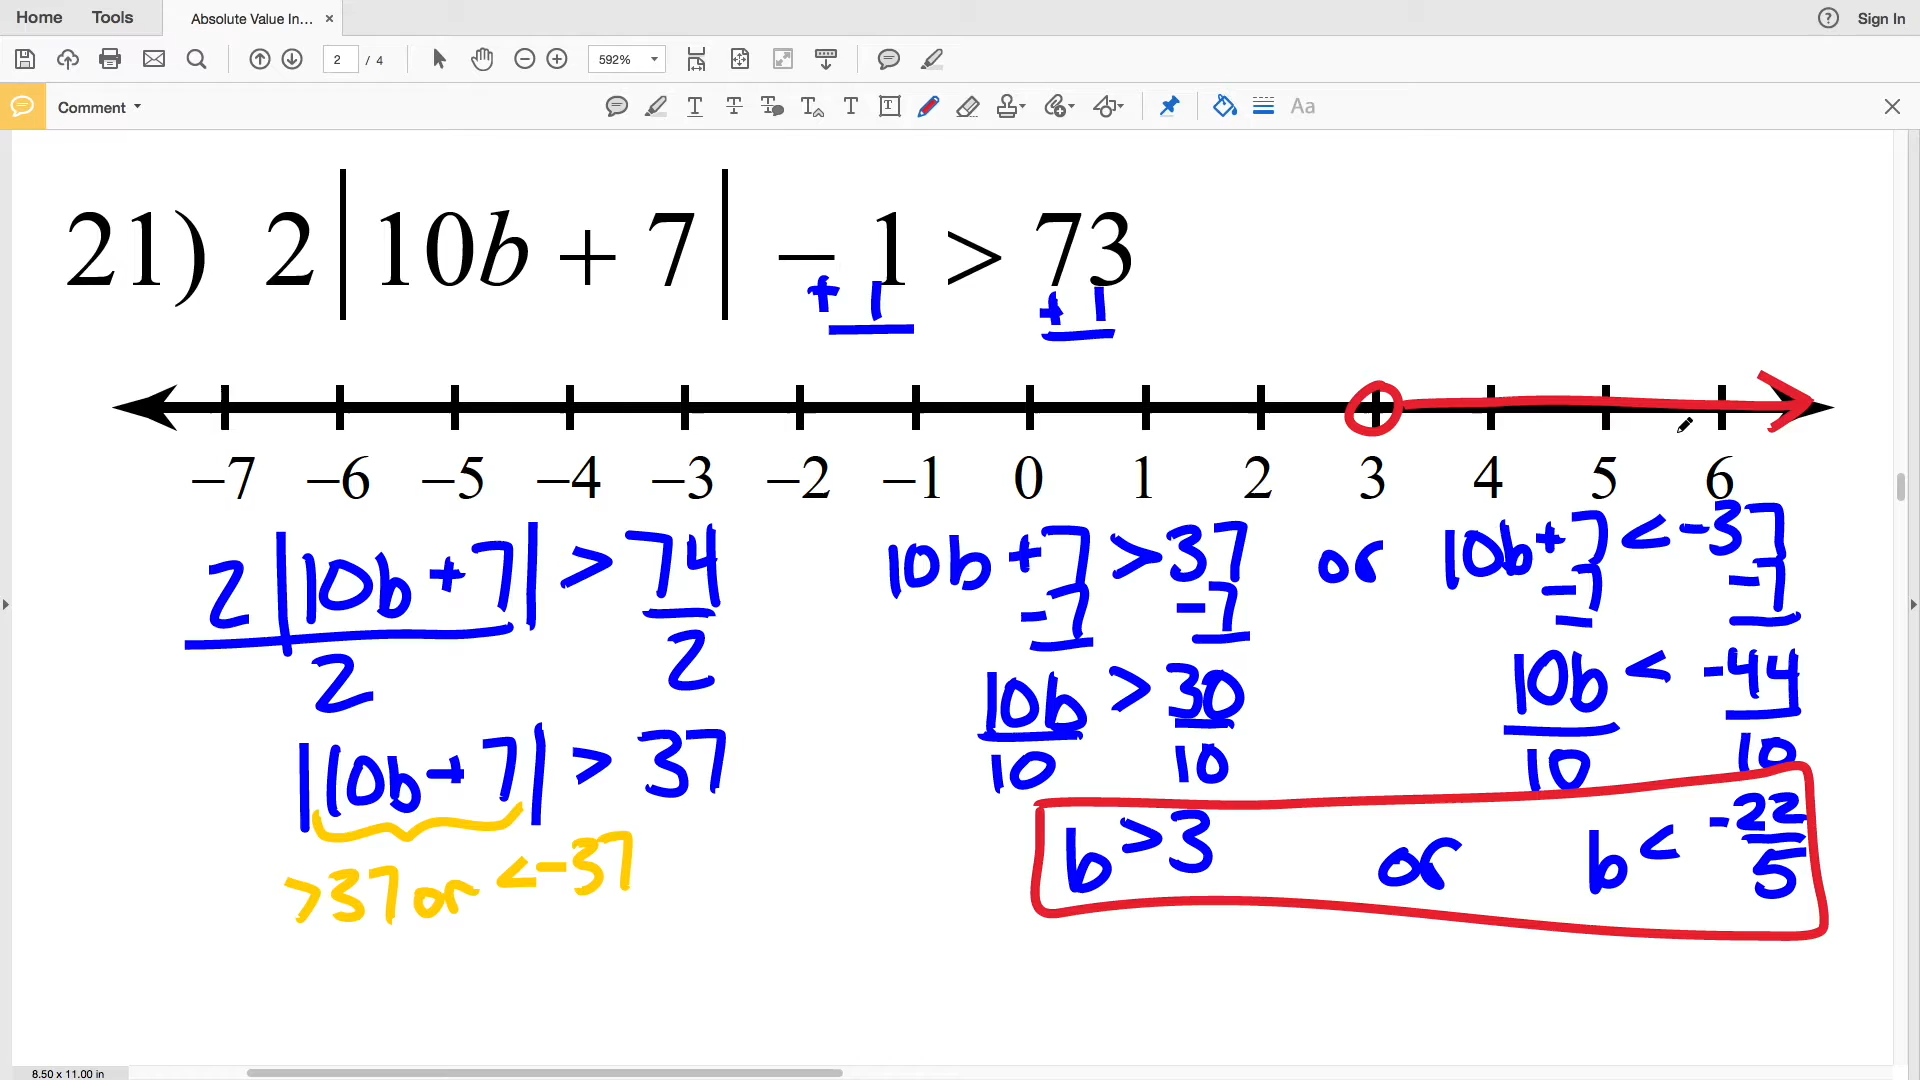 Home Tools Absolute Value In... × ? Sign In
2 / 4 592%
Comment T T T T T T Aa
21) 2|10b + 7| − 1 > 73
+ 1 + 1
−7 −6 −5 −4 −3 −2 −1 0 1 2 3 4 5 6
2|10b+7| > 74 10b+7 > 37 or 10b+7 < -37
-7 -7 -7 -7
2 2 10b > 30 10b < -44
|10b+7| > 37 10 10 10 10
>37 or <-37 b > 3 or b < -22/5
8.50 x 11.00 in